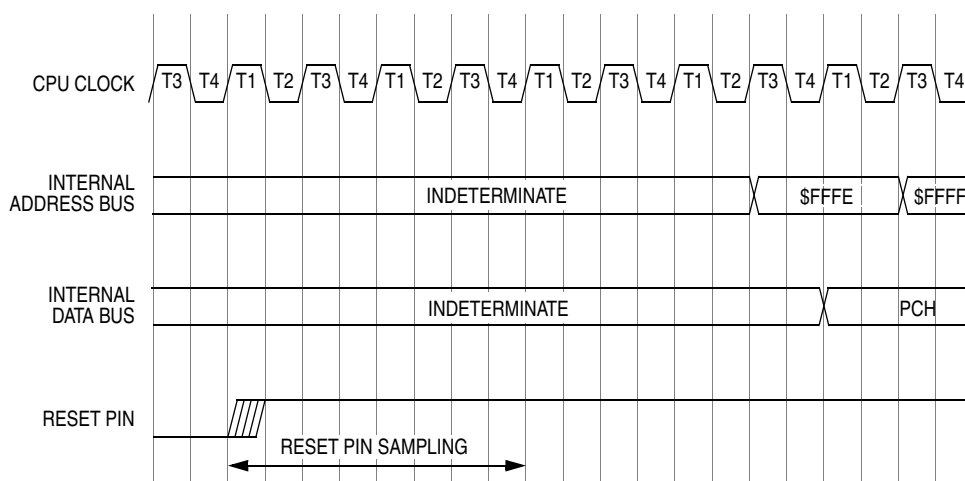 CPU CLOCK T3 T4 T1 T2 T3 T4 T1 T2 T3 T4 T1 T2 T3 T4 T1 T2 T3 T4 T1 T2 T3 T4
INTERNAL
ADDRESS BUS
INDETERMINATE $FFFE $FFFF
INTERNAL
DATA BUS
INDETERMINATE PCH
RESET PIN
RESET PIN SAMPLING